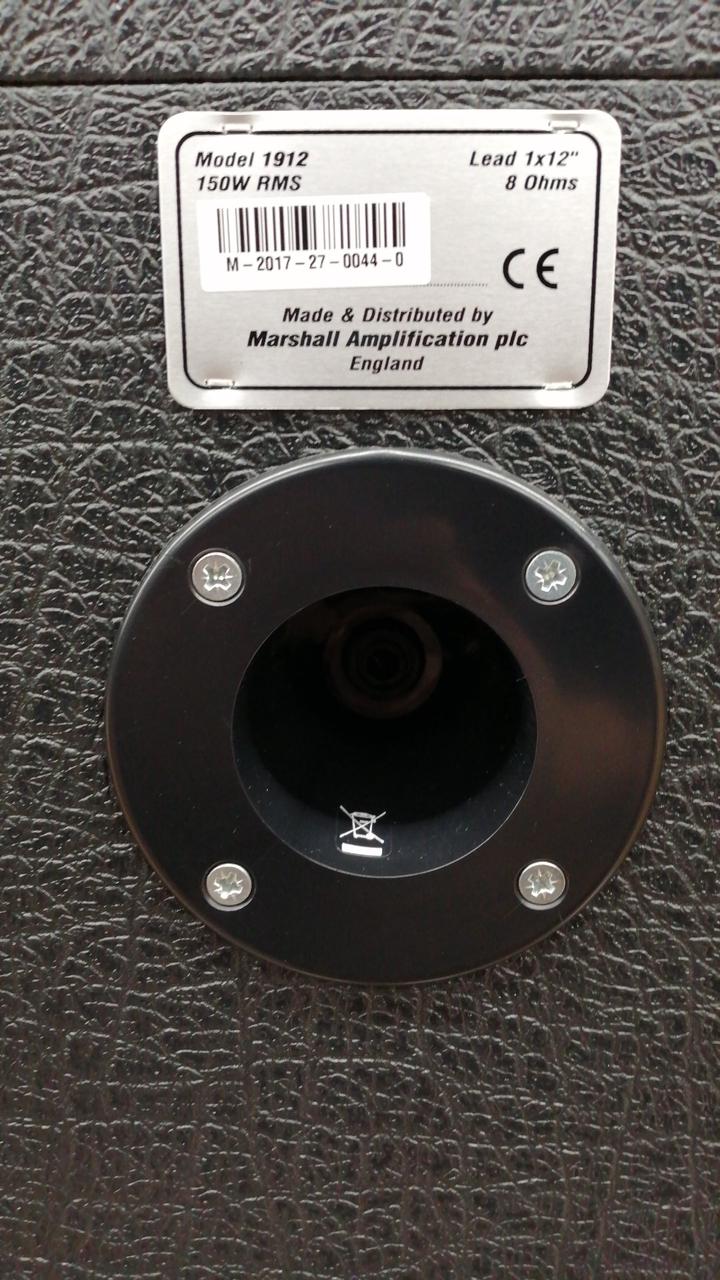 Model 1912 Lead 1x12"
150W RMS 8 Ohms
M-2017-27-0044-0
CE
Made & Distributed by
Marshall Amplification plc
England